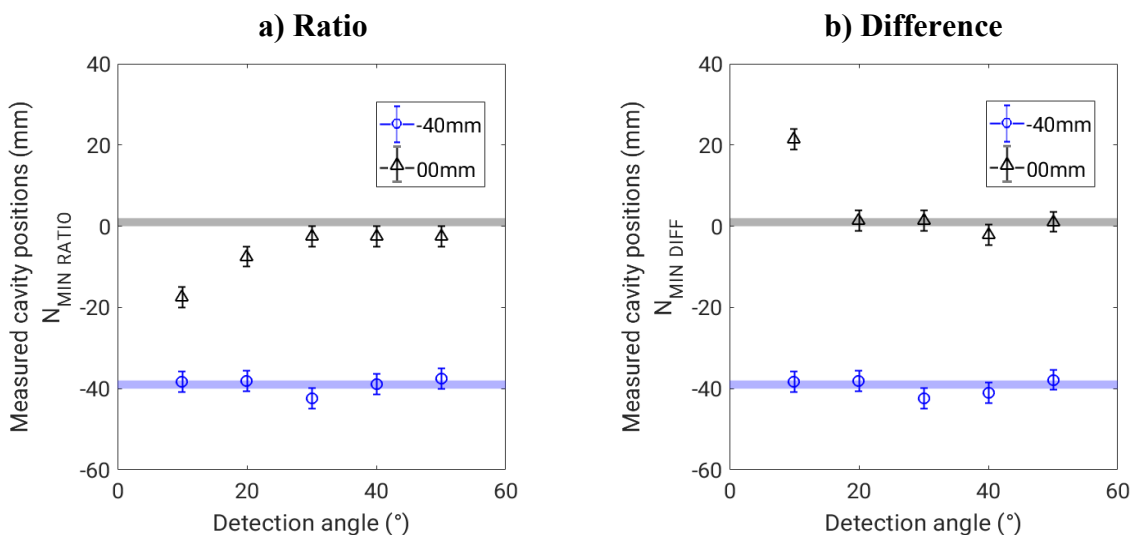 a) Ratio
40
20
0
-20
-40
-60
0
20
40
60
Measured cavity positions (mm)
N_MIN RATIO
Detection angle (°)
-40mm
00mm
b) Difference
40
20
0
-20
-40
-60
0
20
40
60
Measured cavity positions (mm)
N_MIN DIFF
Detection angle (°)
-40mm
00mm